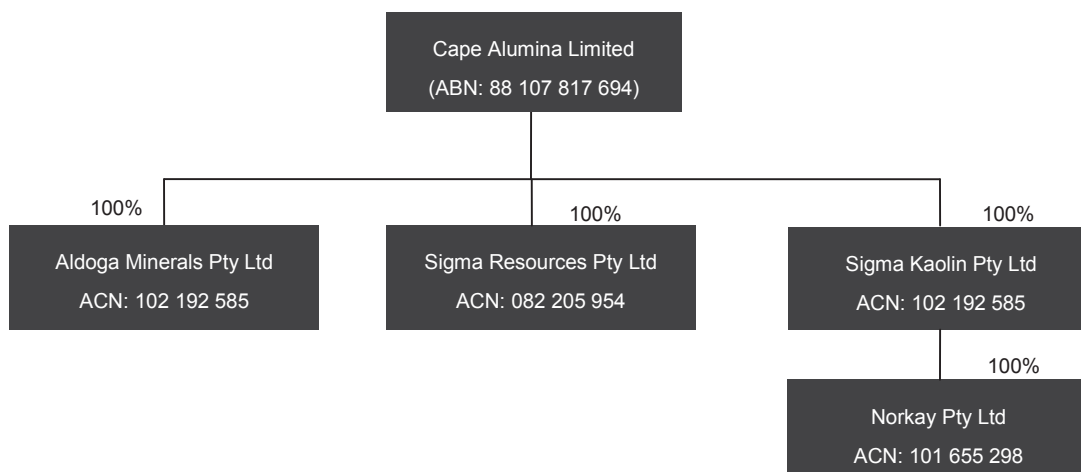 Cape Alumina Limited
(ABN: 88 107 817 694)
100%
100%
100%
Aldoga Minerals Pty Ltd
ACN: 102 192 585
Sigma Resources Pty Ltd
ACN: 082 205 954
Sigma Kaolin Pty Ltd
ACN: 102 192 585
100%
Norkay Pty Ltd
ACN: 101 655 298